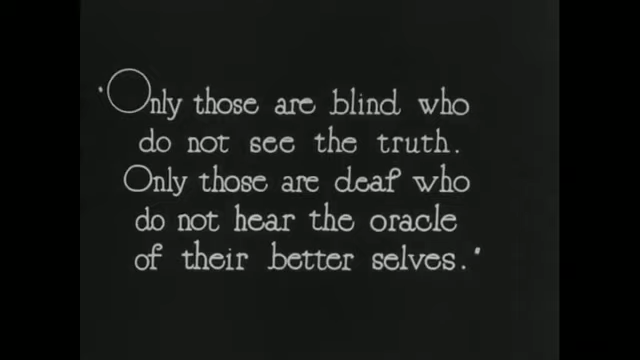 "Only those are blind who
do not see the truth.
Only those are deaf who
do not hear the oracle
of their better selves."